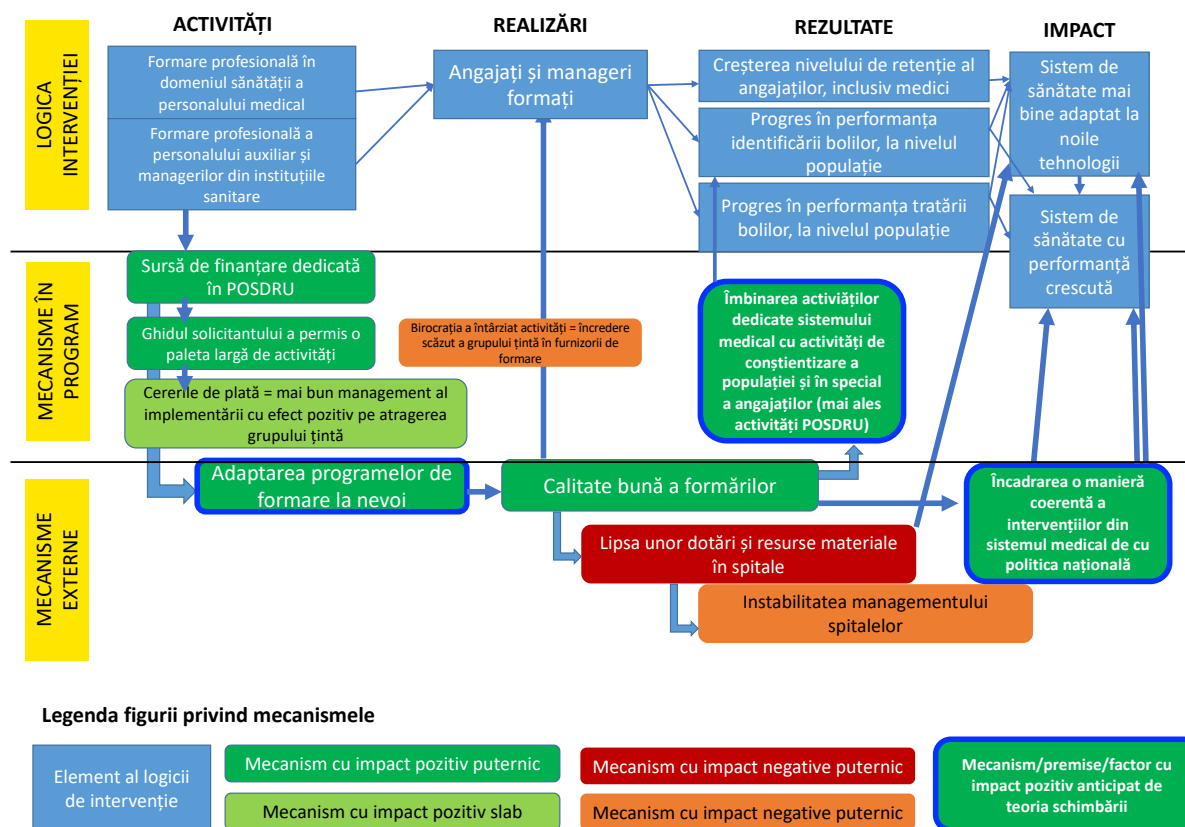 ACTIVITĂȚI
REALIZĂRI
REZULTATE
IMPACT
LOGICA
INTERVENȚIEI
Formare profesională în
domeniul sănătății a
personalului medical
Formare profesională a
personalului auxiliar și
managerilor din instituțiile
sanitare
Angajați și manageri
formați
Creșterea nivelului de retenție al
angajaților, inclusiv medici
Progres în performanța
identificării bolilor, la nivelul
populație
Progres în performanța tratării
bolilor, la nivelul populație
Sistem de
sănătate mai
bine adaptat la
noile
tehnologii
Sistem de
sănătate cu
performanță
crescută
MECANISME ÎN
PROGRAM
Sursă de finanțare dedicată
în POSDRU
Ghidul solicitantului a permis o
paleta largă de activități
Cererile de plată = mai bun management al
implementării cu efect pozitiv pe atragerea
grupului țintă
Birocrația a întârziat activități = încredere
scăzut a grupului țintă în furnizorii de
formare
Îmbinarea activiăților
dedicate sistemului
medical cu activități de
conștientizare a
populației și în special
a angajaților (mai ales
activități POSDRU)
MECANISME
EXTERNE
Adaptarea programelor de
formare la nevoi
Calitate bună a formărilor
Lipsa unor dotări și resurse materiale
în spitale
Instabilitatea managementului
spitalelor
Încadrarea o manieră
coerentă a
intervențiilor din
sistemul medical de cu
politica națională
Legenda figurii privind mecanismele
Element al logicii
de intervenție
Mecanism cu impact pozitiv puternic
Mecanism cu impact pozitiv slab
Mecanism cu impact negative puternic
Mecanism cu impact negative puternic
Mecanism/premise/factor cu
impact pozitiv anticipat de
teoria schimbării